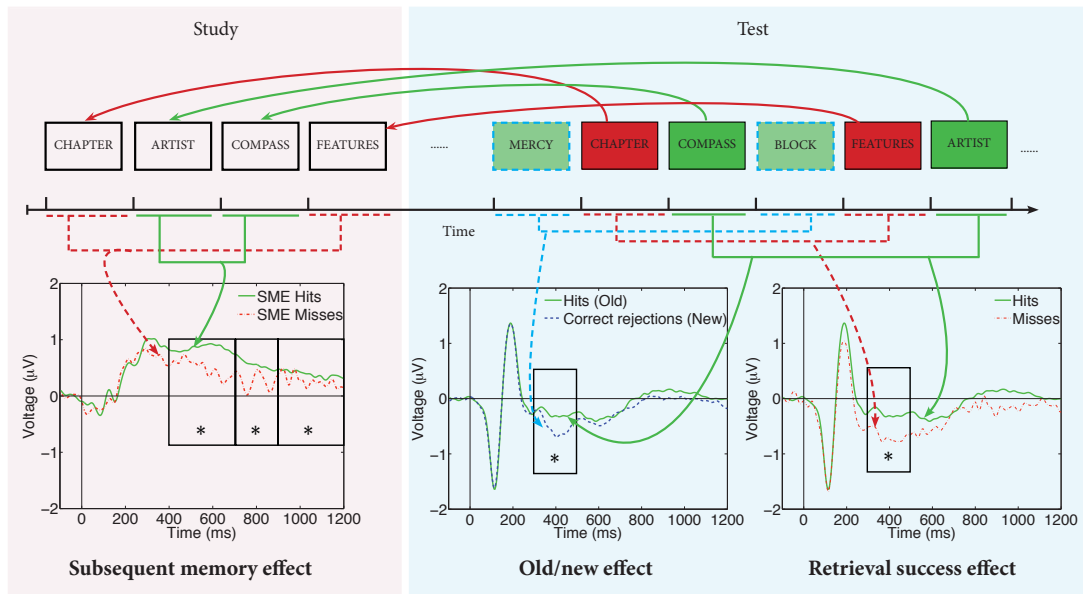 Study
Test
CHAPTER ARTIST COMPASS FEATURES ...... MERCY CHAPTER COMPASS BLOCK FEATURES ARTIST ......
Time
2
1
0
−1
−2
Voltage (µV)
SME Hits
SME Misses
* * *
0 200 400 600 800 1000 1200
Time (ms)
Subsequent memory effect
2
1
0
−1
−2
Voltage (µV)
Hits (Old)
Correct rejections (New)
*
0 200 400 600 800 1000 1200
Time (ms)
Old/new effect
2
1
0
−1
−2
Voltage (µV)
Hits
Misses
*
0 200 400 600 800 1000 1200
Time (ms)
Retrieval success effect